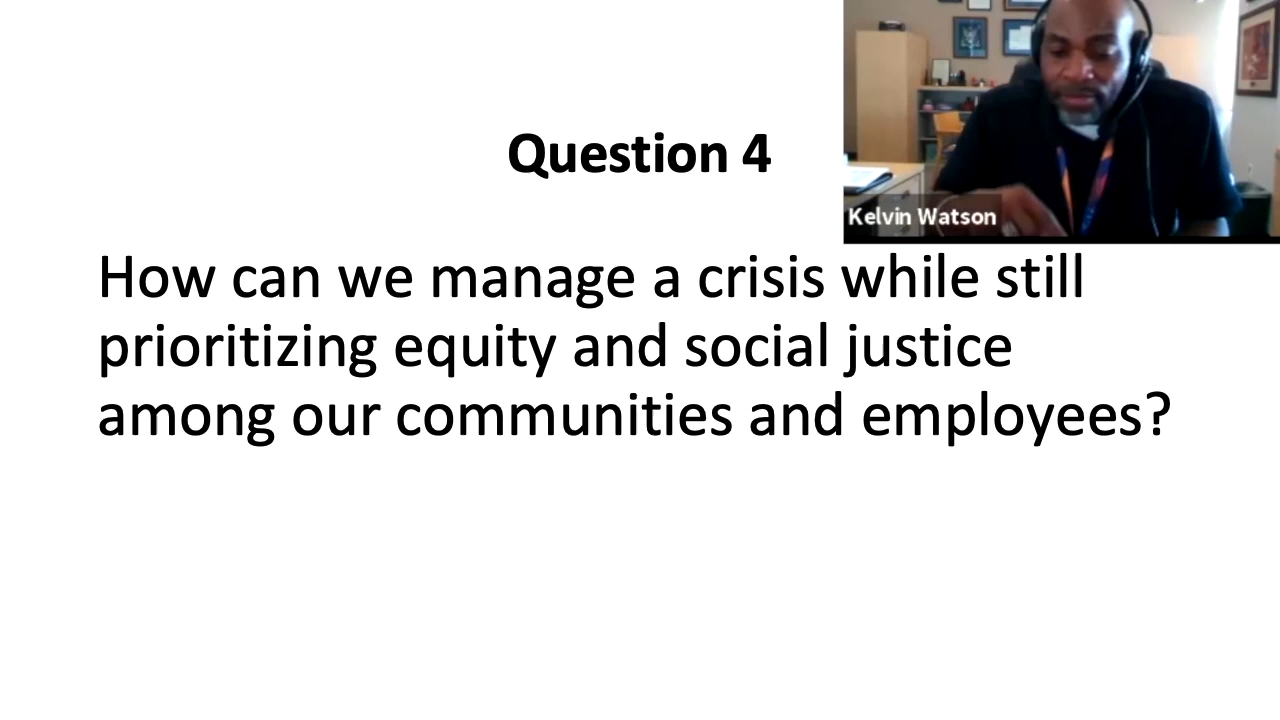 Question 4
Kelvin Watson
How can we manage a crisis while still
prioritizing equity and social justice
among our communities and employees?